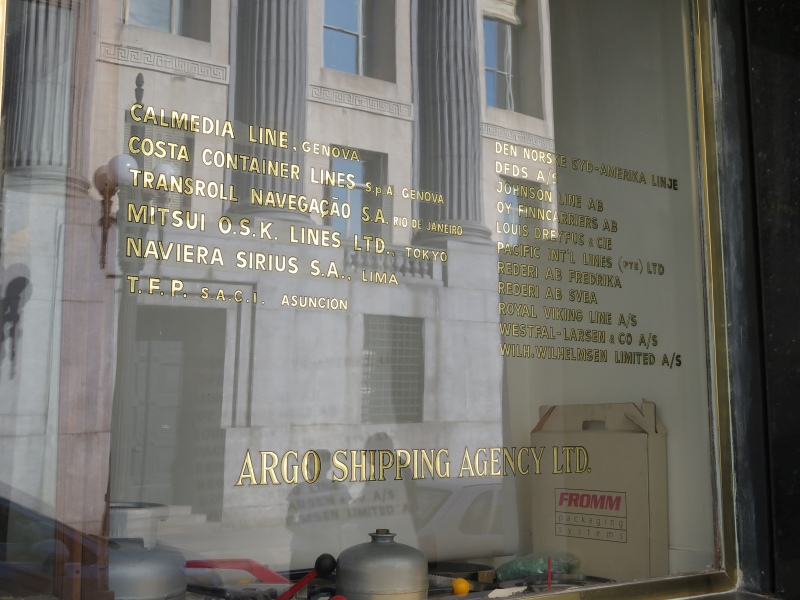 CALMEDIA LINE, GENOVA
COSTA CONTAINER LINES S.p.A GENOVA
TRANSROLL NAVEGAÇÃO S.A. RIO DE JANEIRO
MITSUI O.S.K. LINES LTD., TOKYO
NAVIERA SIRIUS S.A., LIMA
T.F.P. S.A.C.I. ASUNCION
DEN NORSKE SYD-AMERIKA LINJE
DFDS A/S
JOHNSON LINE AB
OY FINNCARRIERS AB
LOUIS DREYFUS & CIE
PACIFIC INT'L LINES (PTE) LTD
REDERI AB FREDRIKA
REDERI AB SVEA
ROYAL VIKING LINE A/S
WESTFAL-LARSEN & CO A/S
WILH. WILHELMSEN LIMITED A/S
ARGO SHIPPING AGENCY LTD.
FROMM
packaging
systems